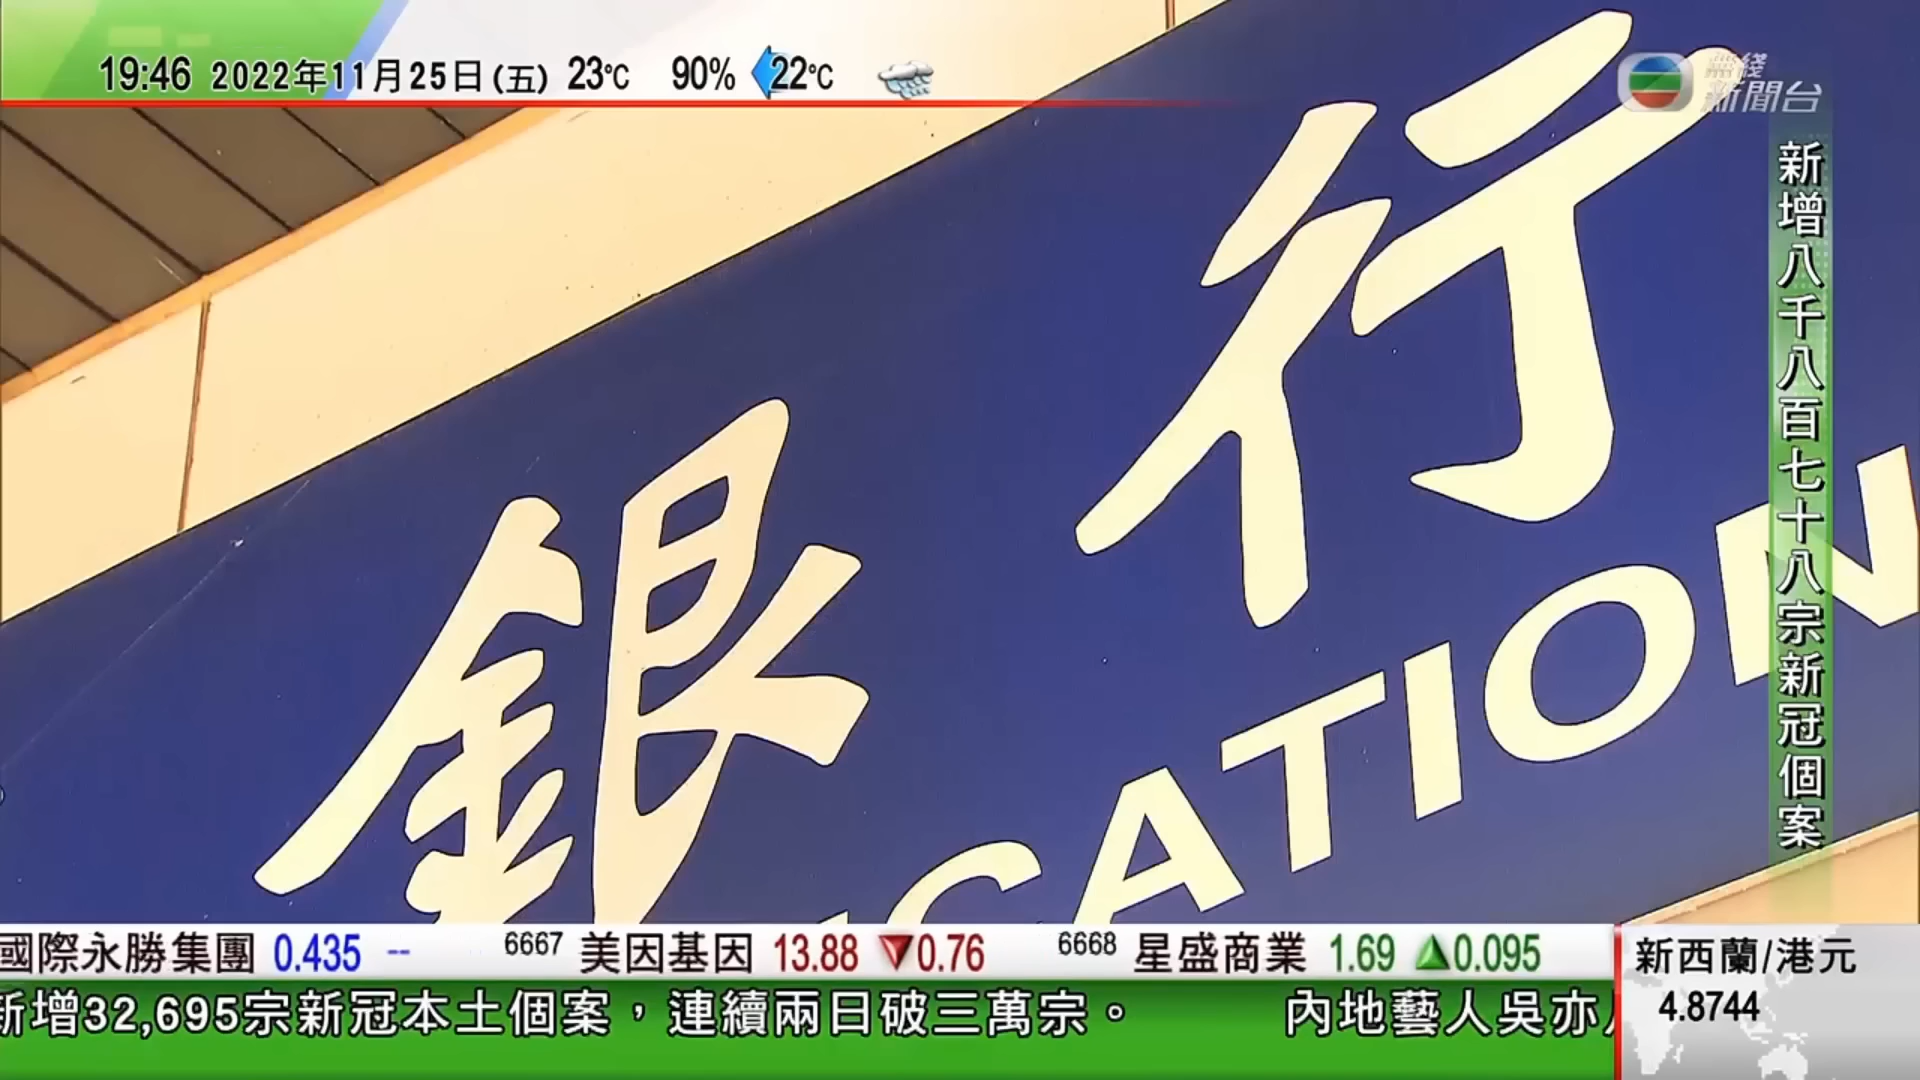 19:46 2022年11月25日(五) 23℃ 90% 22℃
無綫
新聞台
新增八千八百七十八宗新冠個案
銀行
CATION
國際永勝集團 0.435 -- 6667 美因基因 13.88 ▼0.76 6668 星盛商業 1.69 ▲0.095
新增32,695宗新冠本土個案，連續兩日破三萬宗。 內地藝人吳亦
新西蘭/港元
4.8744